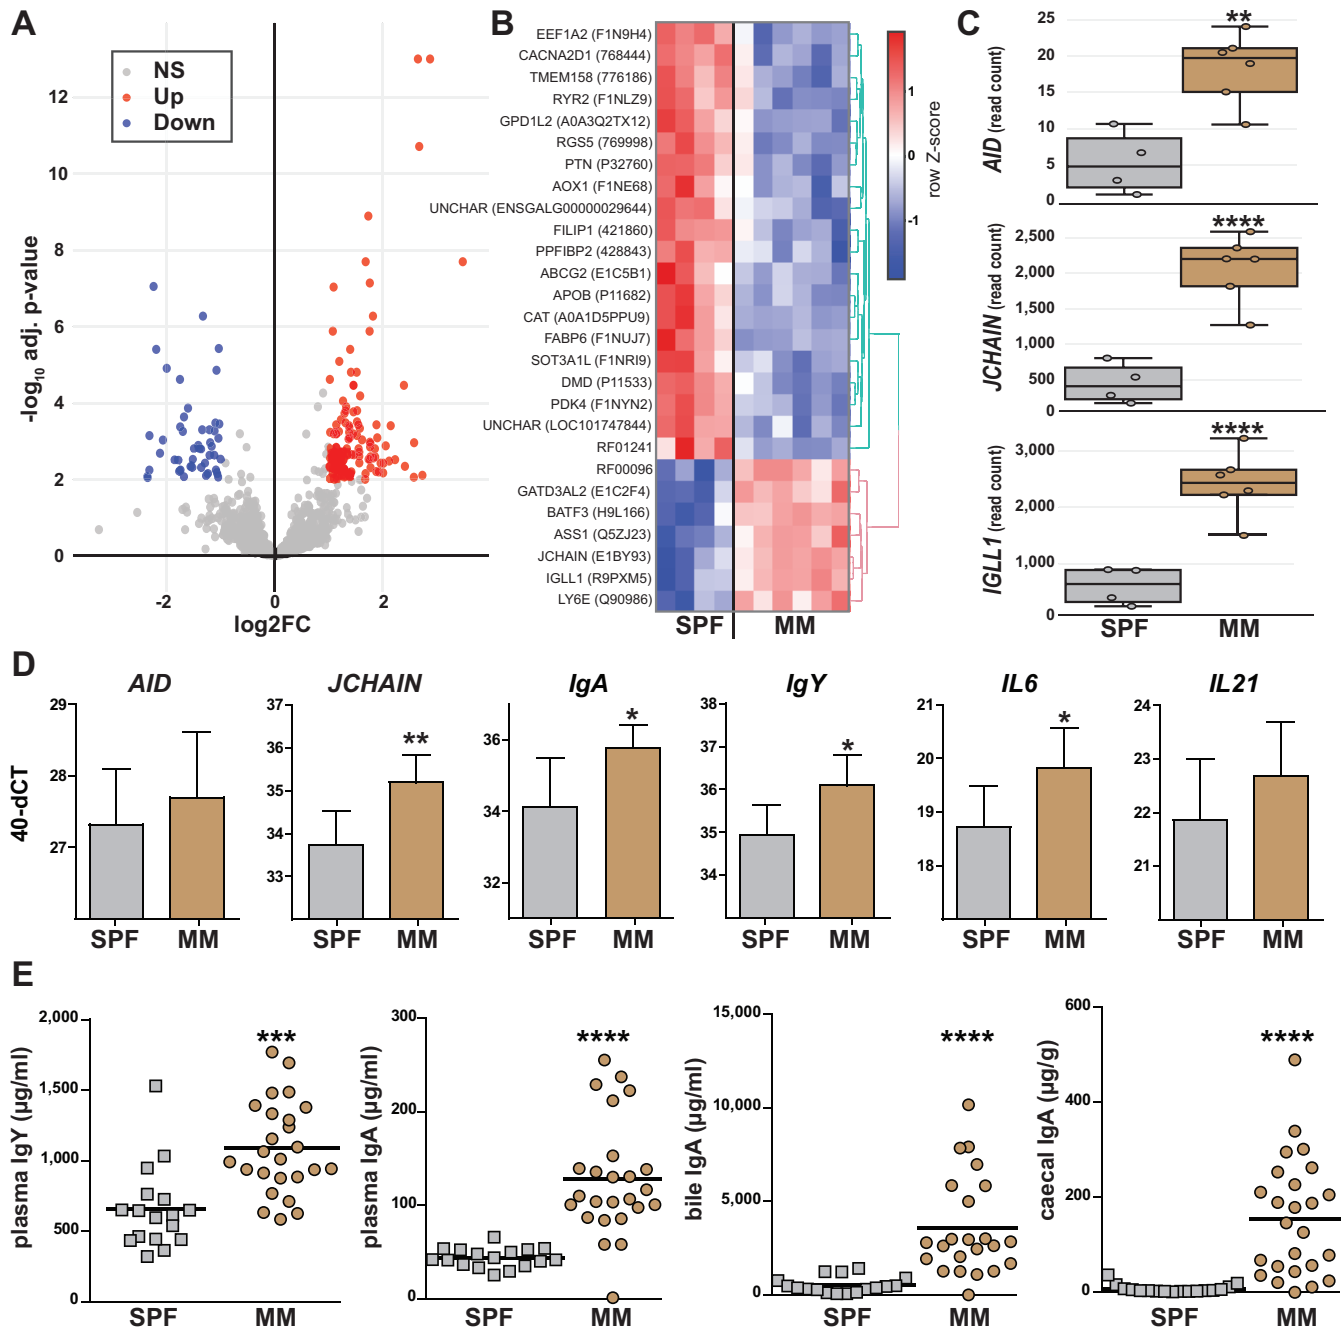 A
NS
Up
Down
12
10
8
6
4
2
0
-log10 adj. p-value
-2
0
2
log2FC
B
EEF1A2 (F1N9H4)
CACNA2D1 (768444)
TMEM158 (776186)
RYR2 (F1NLZ9)
GPD1L2 (A0A3Q2TX12)
RGS5 (769998)
PTN (P32760)
AOX1 (F1NE68)
UNCHAR (ENSGALG00000029644)
FILIP1 (421860)
PPFIBP2 (428843)
ABCG2 (E1C5B1)
APOB (P11682)
CAT (A0A1D5PPU9)
FABP6 (F1NUJ7)
SOT3A1L (F1NRI9)
DMD (P11533)
PDK4 (F1NYN2)
UNCHAR (LOC101747844)
RF01241
RF00096
GATD3AL2 (E1C2F4)
BATF3 (H9L166)
ASS1 (Q5ZJ23)
JCHAIN (E1BY93)
IGLL1 (R9PXM5)
LY6E (Q90986)
SPF
MM
1
0
-1
row Z-score
C
AID (read count)
25
20
15
10
5
0
**
JCHAIN (read count)
2,500
2,000
1,500
1,000
500
0
****
IGLL1 (read count)
3,000
2,000
1,000
0
****
SPF
MM
D
40-dCT
AID
29
28
27
SPF
MM
JCHAIN
37
36
35
34
33
**
SPF
MM
IgA
36
34
32
*
SPF
MM
IgY
38
37
36
35
34
*
SPF
MM
IL6
21
20
19
18
17
*
SPF
MM
IL21
24
23
22
21
20
SPF
MM
E
plasma IgY (µg/ml)
2,000
1,500
1,000
500
0
***
SPF
MM
plasma IgA (µg/ml)
300
200
100
0
****
SPF
MM
bile IgA (µg/ml)
15,000
10,000
5,000
0
****
SPF
MM
caecal IgA (µg/g)
600
400
200
0
****
SPF
MM